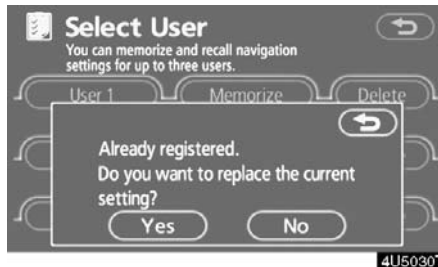 Select User
You can memorize and recall navigation
settings for up to three users.
User 1 Memorize Delete
Already registered.
Do you want to replace the current
setting?
Yes No
4U5030